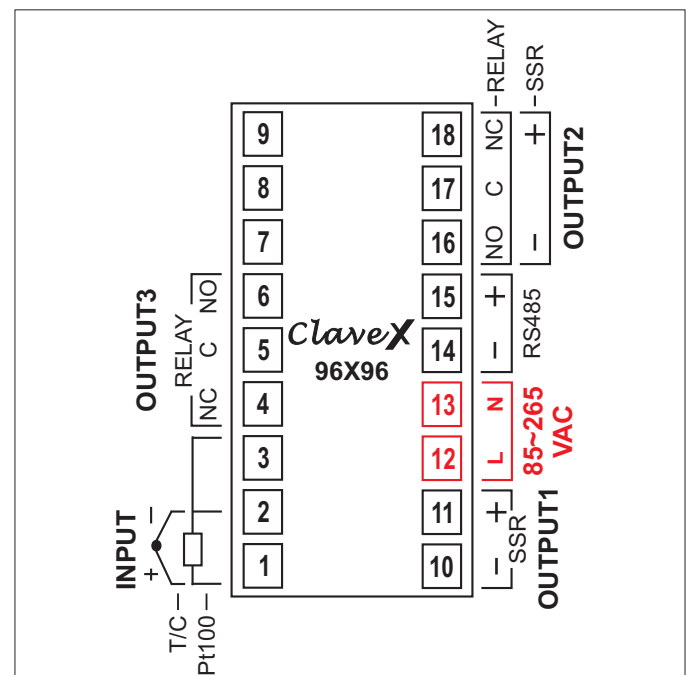 RELAY
SSR
9
8
7
6
5
4
3
2
1
18
17
16
15
14
13
12
11
10
ClaveX
96X96
NC
C
NO
+
−
OUTPUT2
+
−
RS485
N
L
85~265
VAC
+
−
SSR
OUTPUT1
OUTPUT3
RELAY
NO
C
NC
INPUT
−
+
T/C
Pt100